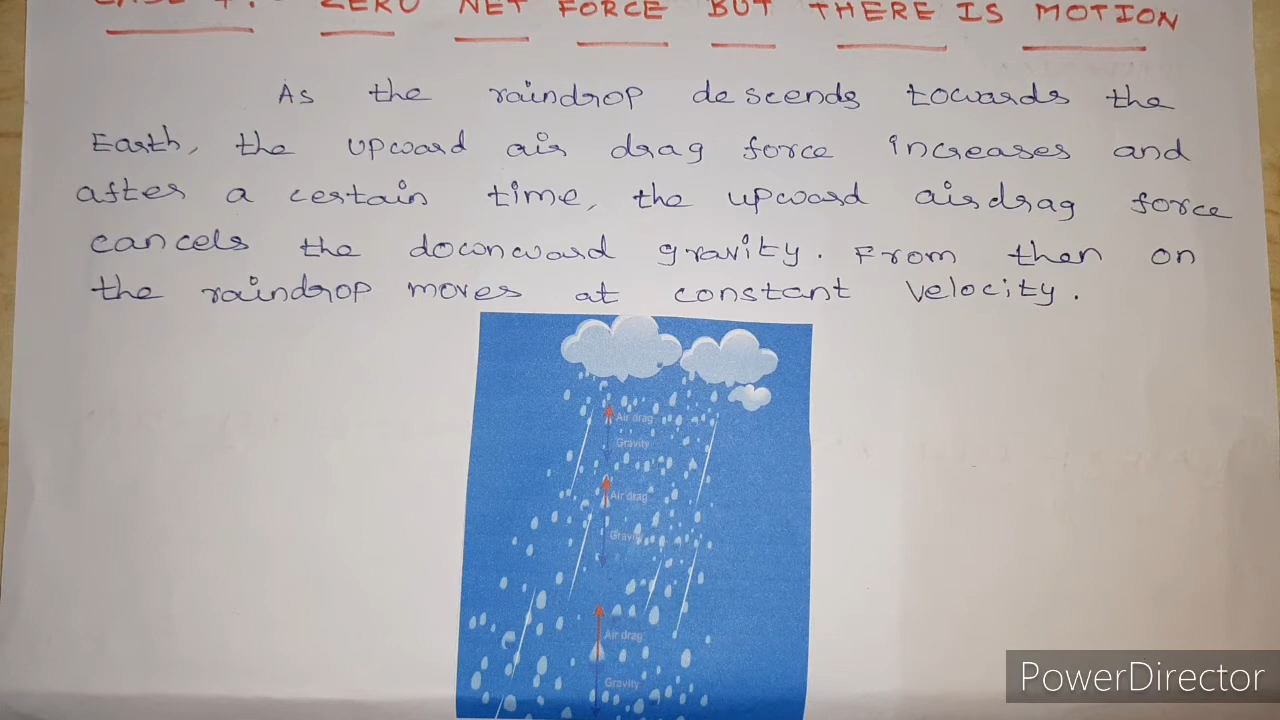 ZERO NET FORCE BUT THERE IS MOTION
As the raindrop descends towards the
Earth, the upward air drag force increases and
after a certain time, the upward airdrag force
cancels the downward gravity. From then on
the raindrop moves at constant velocity.
Air drag
Gravity
Air drag
Gravity
Air drag
Gravity
PowerDirector